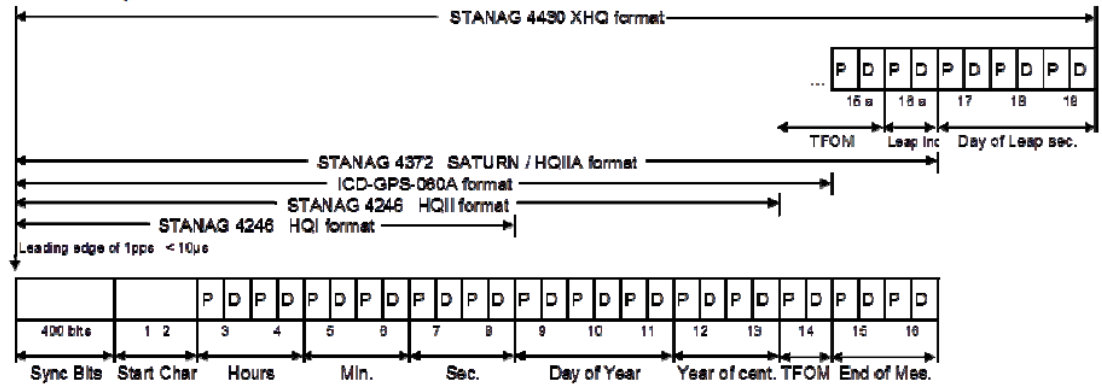 STANAG 4430 XHQ format
P D P D P D P D P D
... 15 a 16 a 17 18 19
TFOM Leap Inc Day of Leap sec.
STANAG 4372 SATURN / HQIIA format
ICD-GPS-060A format
STANAG 4246 HQII format
STANAG 4246 HQI format
Leading edge of 1pps < 10µs
P D P D P D P D P D P D P D P D P D P D P D P D P D P D
400 bits 1 2 3 4 5 6 7 8 9 10 11 12 13 14 15 16
Sync Bits Start Char Hours Min. Sec. Day of Year Year of cent. TFOM End of Mes.